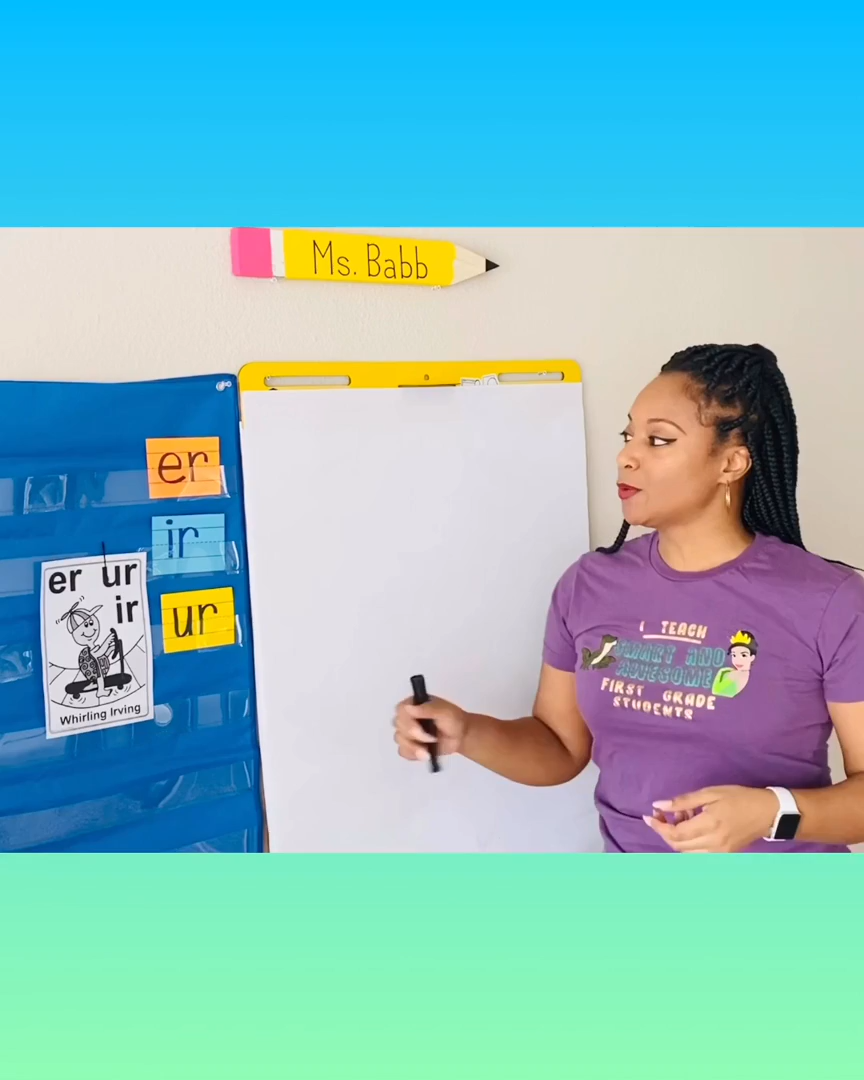 Ms. Babb
er
ir
ur
er ur
ir
Whirling Irving
I TEACH
SMART AND
AWESOME
FIRST GRADE
STUDENTS